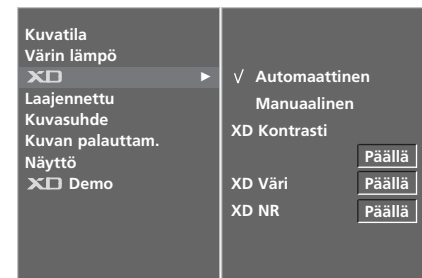 Kuvatila
Värin lämpö
XD
Laajennettu
Kuvasuhde
Kuvan palauttam.
Näyttö
XD Demo
√ Automaattinen
Manuaalinen
XD Kontrasti
Päällä
XD Väri Päällä
XD NR Päällä